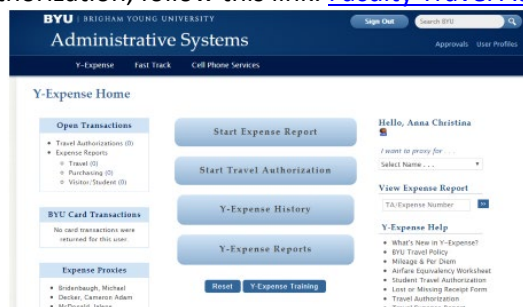 horization, follow this link:
BYU | BRIGHAM YOUNG UNIVERSITY
Administrative Systems
Sign Out
Search BYU
Approvals User Profiles
Y-Expense Fast Track Cell Phone Services
Y-Expense Home
Open Transactions
• Travel Authorizations (0)
• Expense Reports
Travel (0)
Purchasing (0)
Visitor/Student (0)
BYU Card Transactions
No card transactions were
returned for this user.
Expense Proxies
• Bridenbaugh, Michael
• Decker, Cameron Adam
Start Expense Report
Start Travel Authorization
Y-Expense History
Y-Expense Reports
Reset Y-Expense Training
Hello, Anna Christina
I want to proxy for . . .
Select Name . . .
View Expense Report
TA/Expense Number
Y-Expense Help
• What's New in Y-Expense?
• BYU Travel Policy
• Mileage & Per Diem
• Airfare Equivalency Worksheet
• Student Travel Authorization
• Lost or Missing Receipt Form
• Travel Authorization